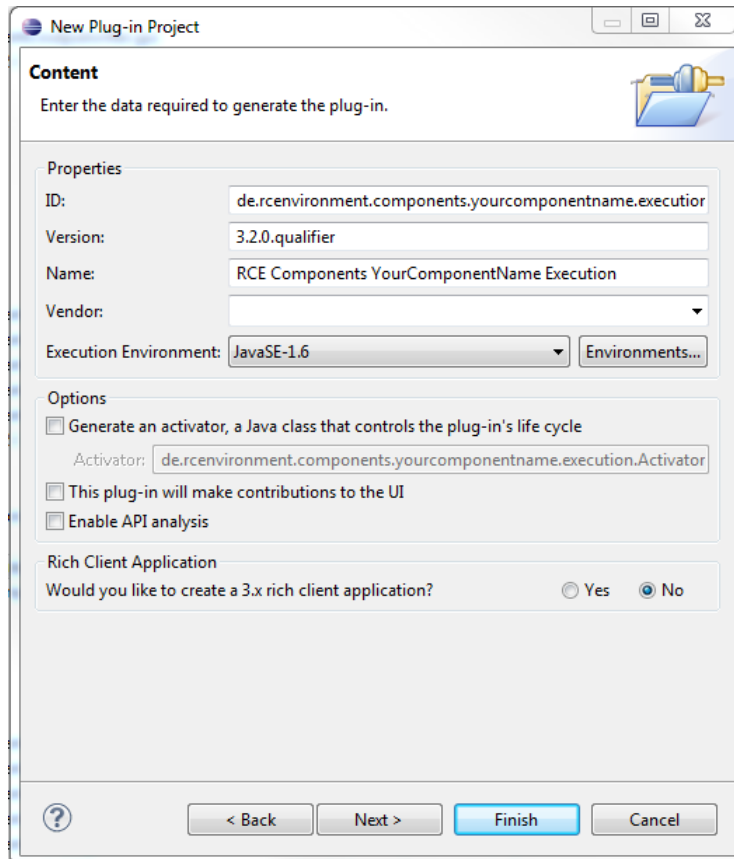 New Plug-in Project
Content
Enter the data required to generate the plug-in.
Properties
ID: de.rcenvironment.components.yourcomponentname.execution
Version: 3.2.0.qualifier
Name: RCE Components YourComponentName Execution
Vendor:
Execution Environment: JavaSE-1.6 Environments...
Options
Generate an activator, a Java class that controls the plug-in's life cycle
Activator: de.rcenvironment.components.yourcomponentname.execution.Activator
This plug-in will make contributions to the UI
Enable API analysis
Rich Client Application
Would you like to create a 3.x rich client application? Yes No
? < Back Next > Finish Cancel